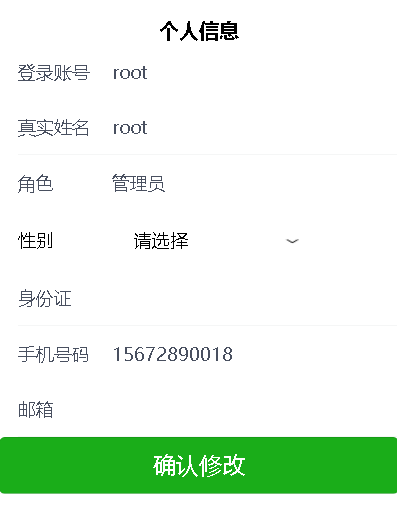 个人信息
登录账号 root
真实姓名 root
角色 管理员
性别 请选择
身份证
手机号码 15672890018
邮箱
确认修改